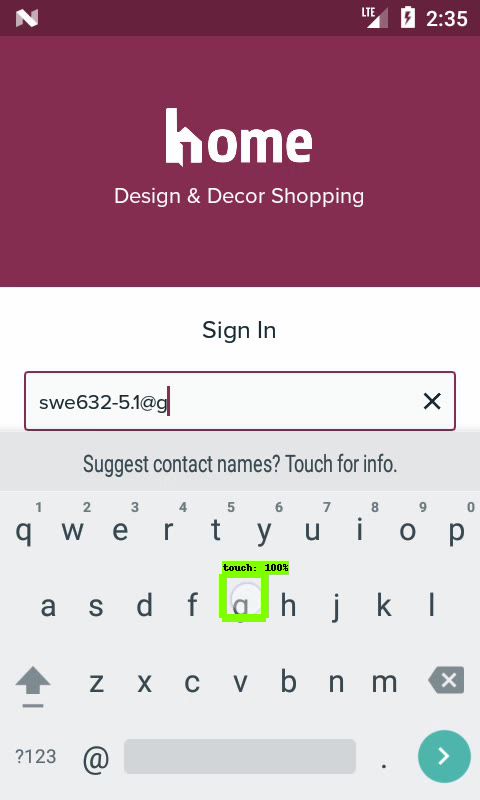 LTE 2:35
home
Design & Decor Shopping
Sign In
swe632-5.1@g
Suggest contact names? Touch for info.
1 2 3 4 5 6 7 8 9 0
q w e r t y u i o p
touch: 100%
a s d f g h j k l
z x c v b n m
?123 @ .